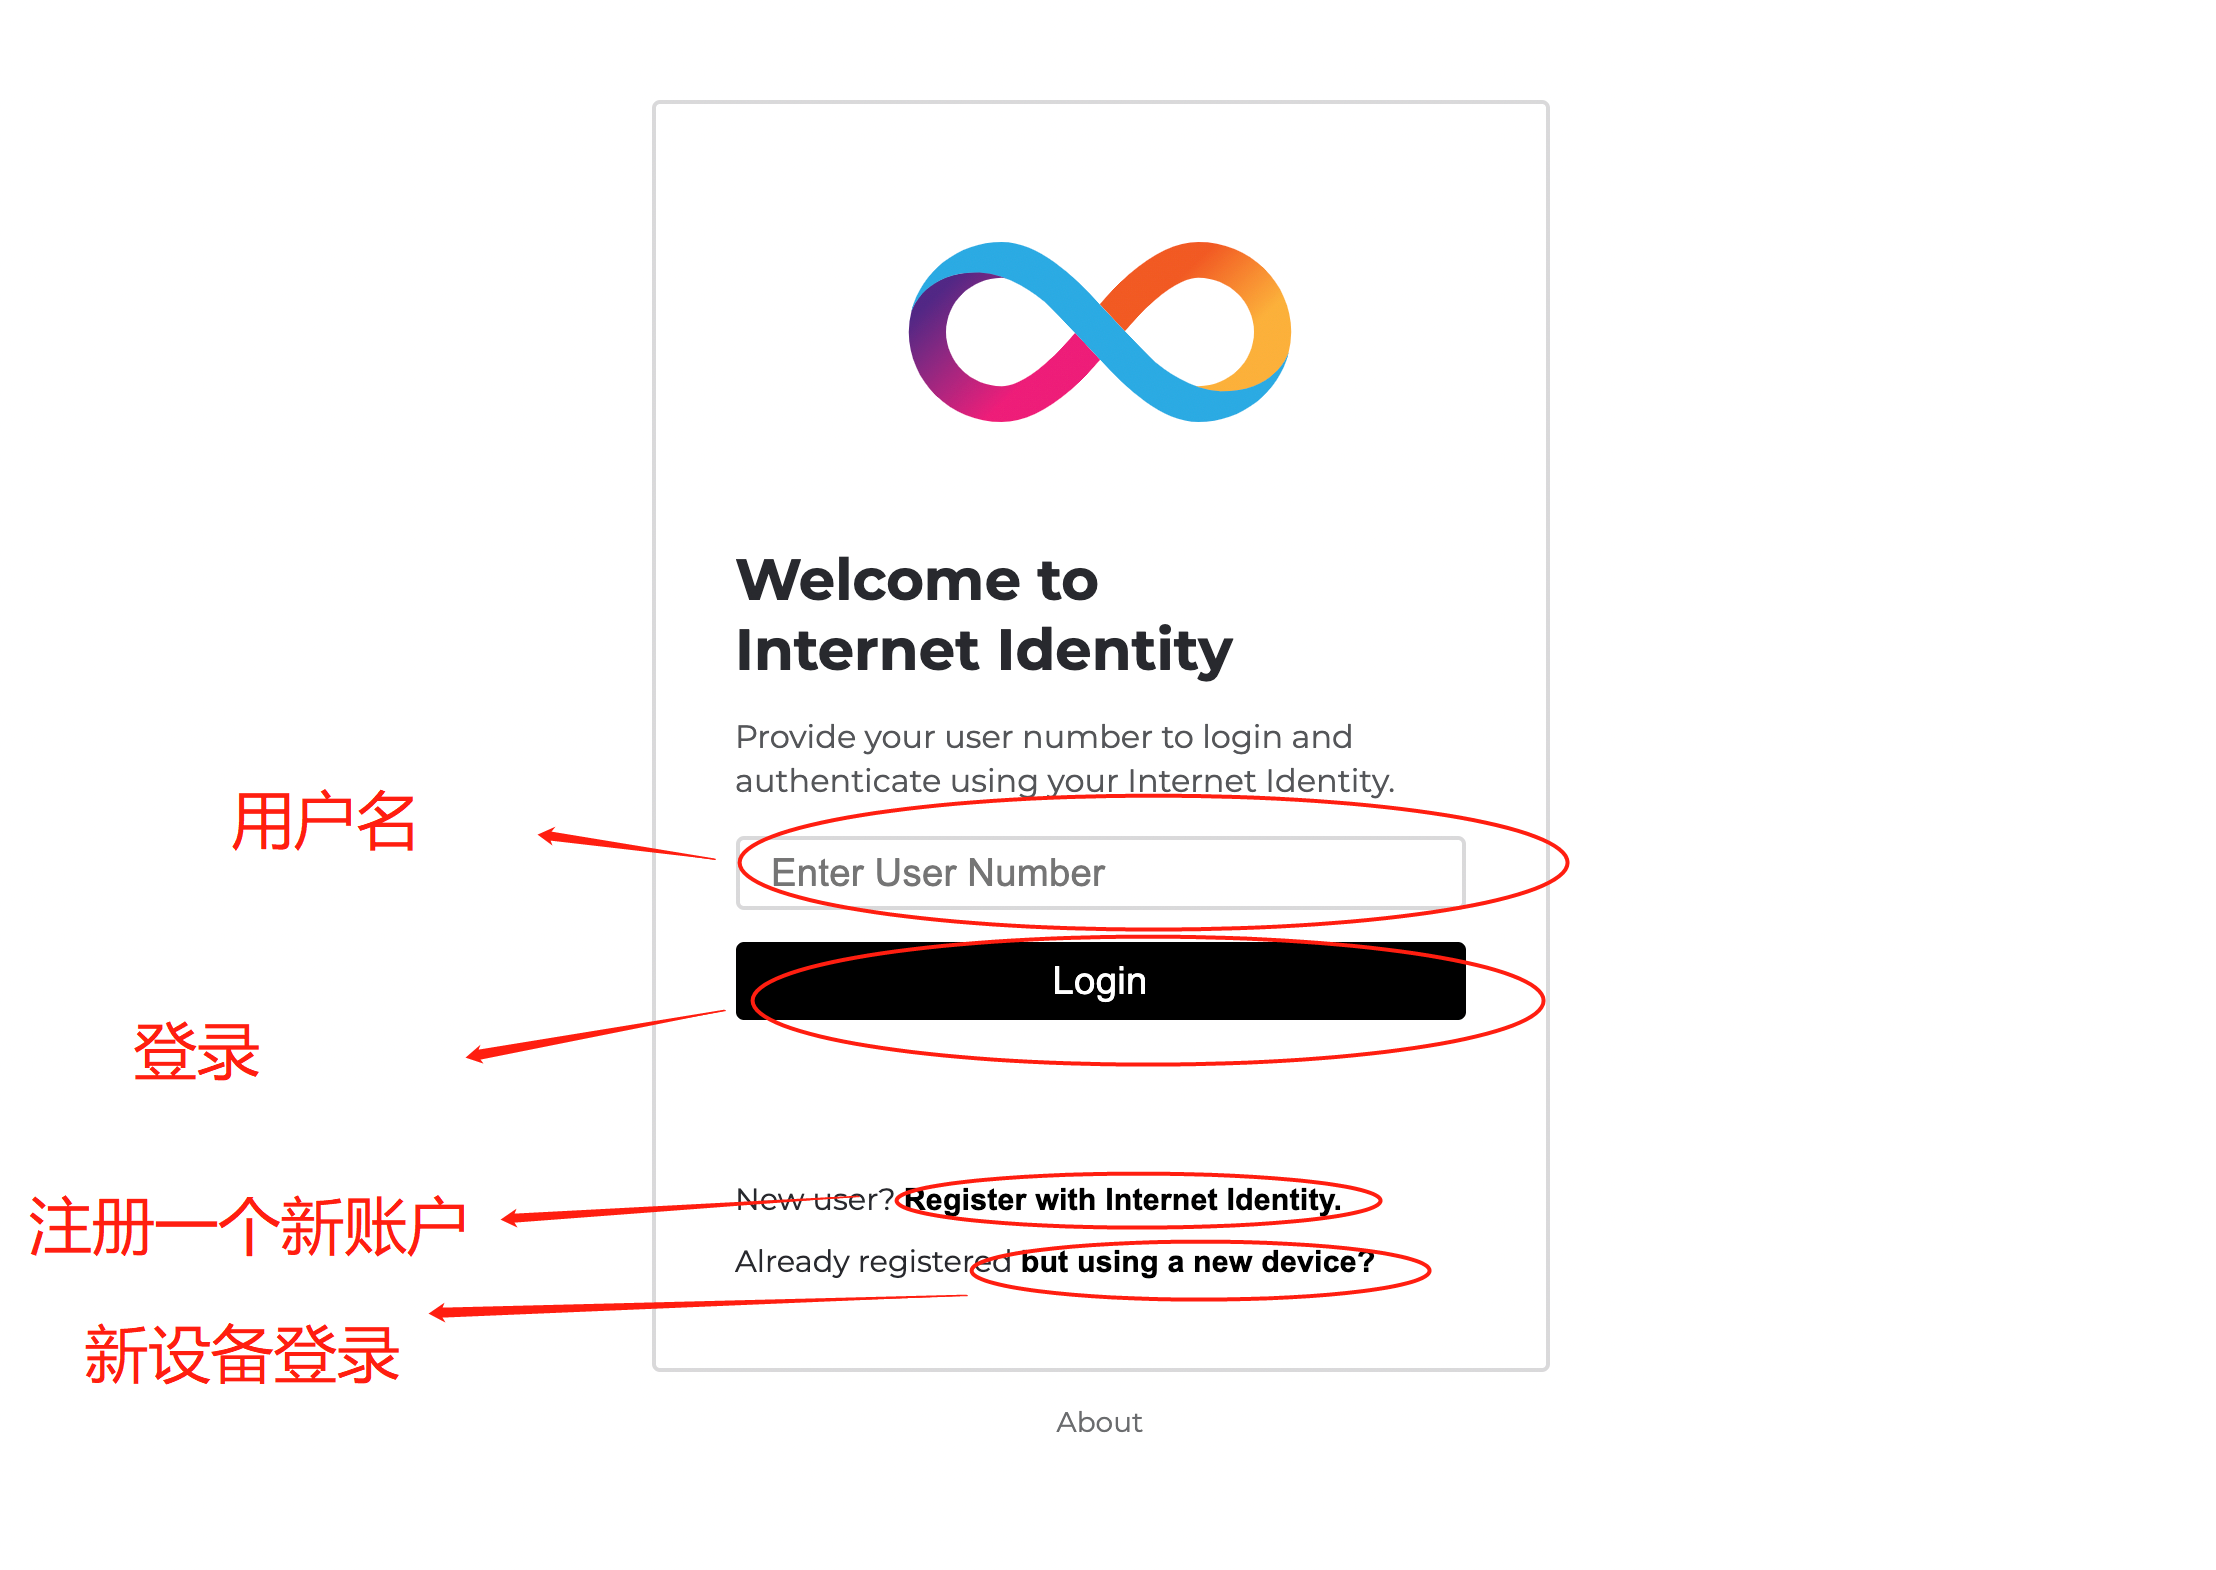 Welcome to
Internet Identity
Provide your user number to login and
authenticate using your Internet Identity.
用户名
Enter User Number
Login
登录
注册一个新账户
New user? Register with Internet Identity.
Already registered but using a new device?
新设备登录
About